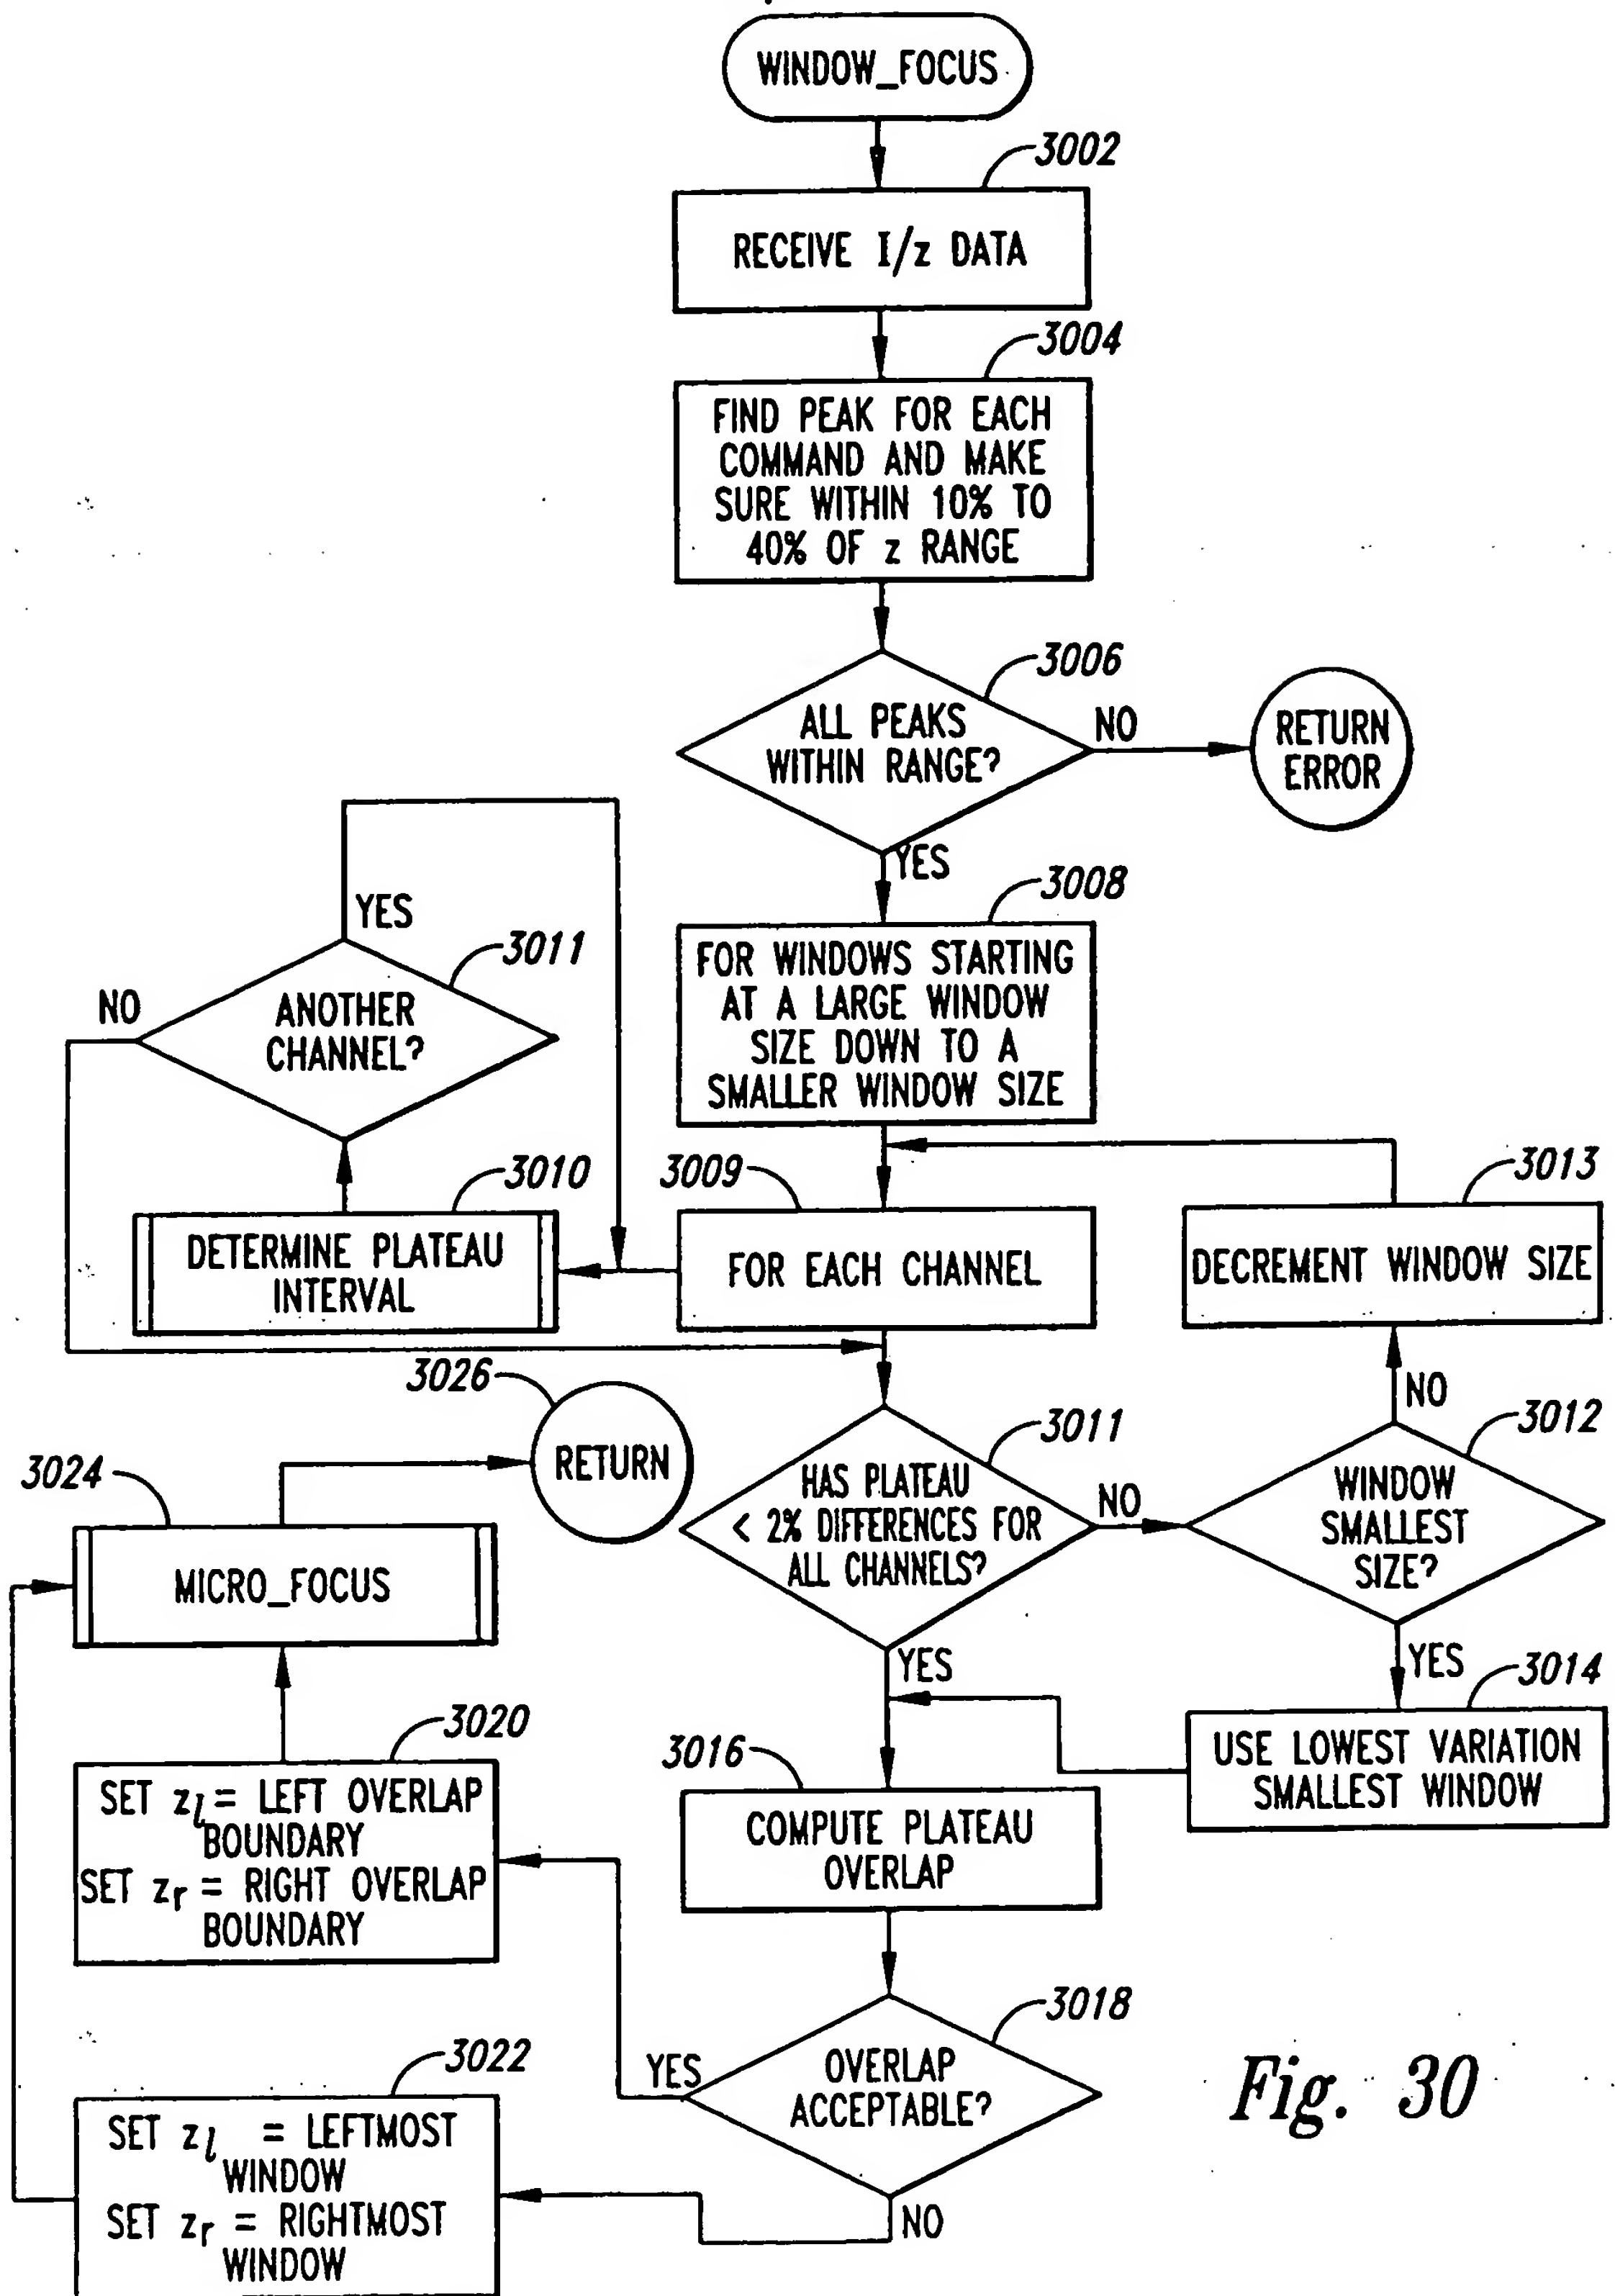 WINDOW_FOCUS
3002
RECEIVE I/z DATA
3004
FIND PEAK FOR EACH
COMMAND AND MAKE
SURE WITHIN 10% TO
40% OF z RANGE
3006
ALL PEAKS
WITHIN RANGE?
NO
RETURN
ERROR
YES
3008
FOR WINDOWS STARTING
AT A LARGE WINDOW
SIZE DOWN TO A
SMALLER WINDOW SIZE
YES
3011
NO
ANOTHER
CHANNEL?
3010
DETERMINE PLATEAU
INTERVAL
3009
FOR EACH CHANNEL
3013
DECREMENT WINDOW SIZE
3026
RETURN
3011
HAS PLATEAU
< 2% DIFFERENCES FOR
ALL CHANNELS?
NO
NO
3012
WINDOW
SMALLEST
SIZE?
3024
MICRO_FOCUS
YES
YES
3014
USE LOWEST VARIATION
SMALLEST WINDOW
3020
SET zl = LEFT OVERLAP
BOUNDARY
SET zr = RIGHT OVERLAP
BOUNDARY
3016
COMPUTE PLATEAU
OVERLAP
3018
OVERLAP
ACCEPTABLE?
YES
NO
3022
SET zl = LEFTMOST
WINDOW
SET zr = RIGHTMOST
WINDOW
Fig. 30